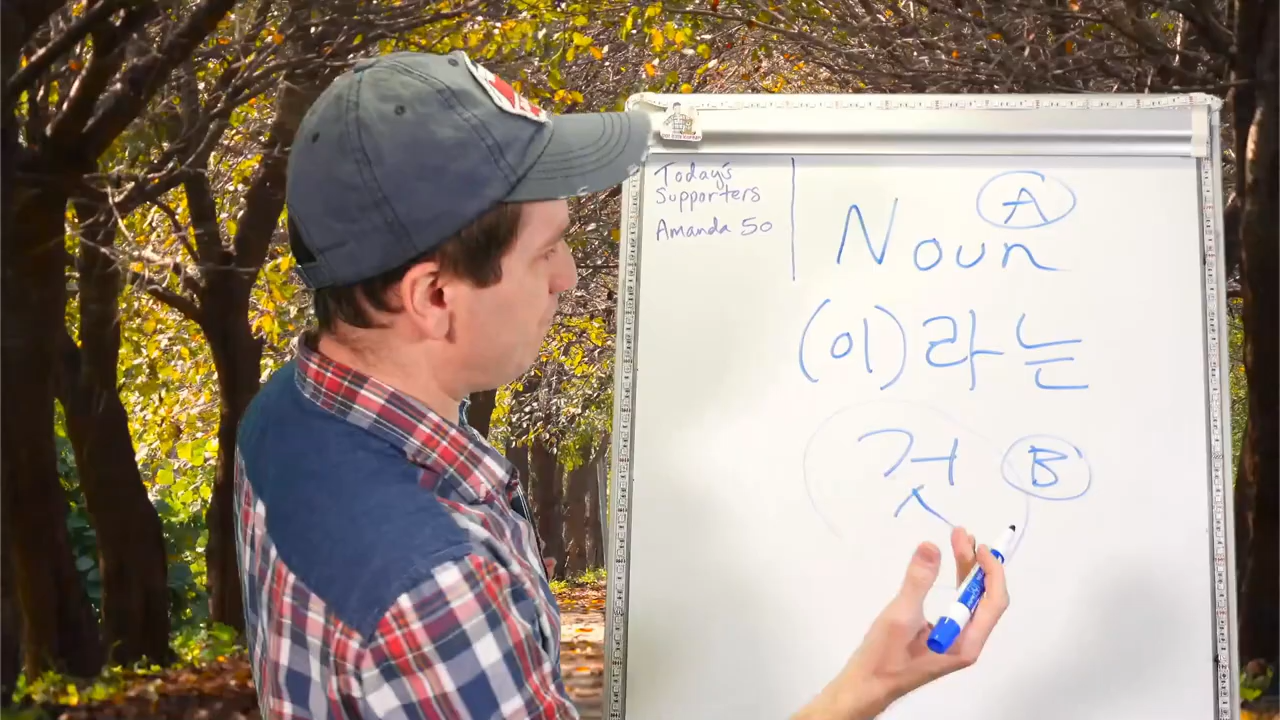 Today's
Supporters
Amanda 50
A
Noun
(이)라는
것 B